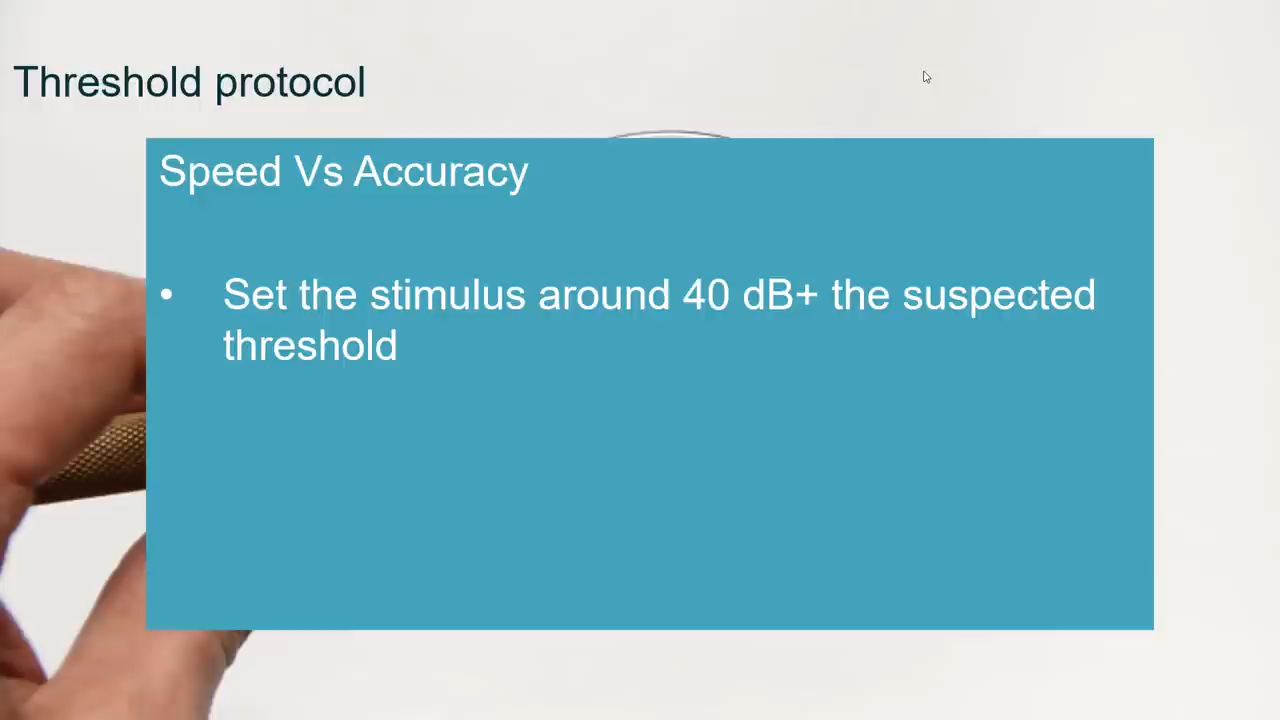 Threshold protocol
Speed Vs Accuracy
• Set the stimulus around 40 dB+ the suspected
threshold